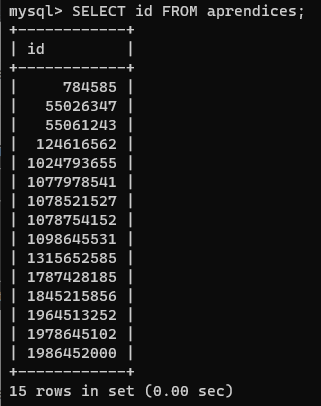 mysql> SELECT id FROM aprendices;
+------------+
| id         |
+------------+
|     784585 |
|   55026347 |
|   55061243 |
|  124616562 |
| 1024793655 |
| 1077978541 |
| 1078521527 |
| 1078754152 |
| 1098645531 |
| 1315652585 |
| 1787428185 |
| 1845215856 |
| 1964513252 |
| 1978645102 |
| 1986452000 |
+------------+
15 rows in set (0.00 sec)